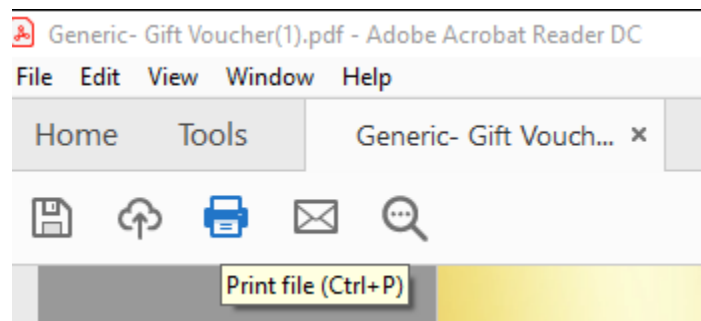 Generic- Gift Voucher(1).pdf - Adobe Acrobat Reader DC
File Edit View Window Help
Home Tools Generic- Gift Vouch... ×
Print file (Ctrl+P)